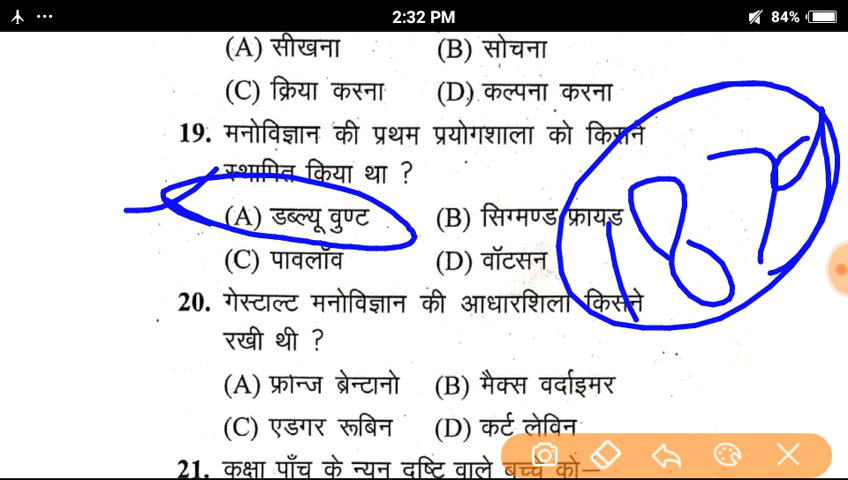 2:32 PM
84%
(A) सीखना (B) सोचना
(C) क्रिया करना (D) कल्पना करना
19. मनोविज्ञान की प्रथम प्रयोगशाला को किसने
स्थापित किया था ?
(A) डब्ल्यू वुण्ट (B) सिग्मण्ड फ्रायड
(C) पावलॉव (D) वॉटसन
1879
20. गेस्टाल्ट मनोविज्ञान की आधारशिला किसने
रखी थी ?
(A) फ्रान्ज ब्रेन्टानो (B) मैक्स वर्दाइमर
(C) एडगर रूबिन (D) कर्ट लेविन
21. कक्षा पाँच के न्यून दृष्टि वाले बच्चे को–